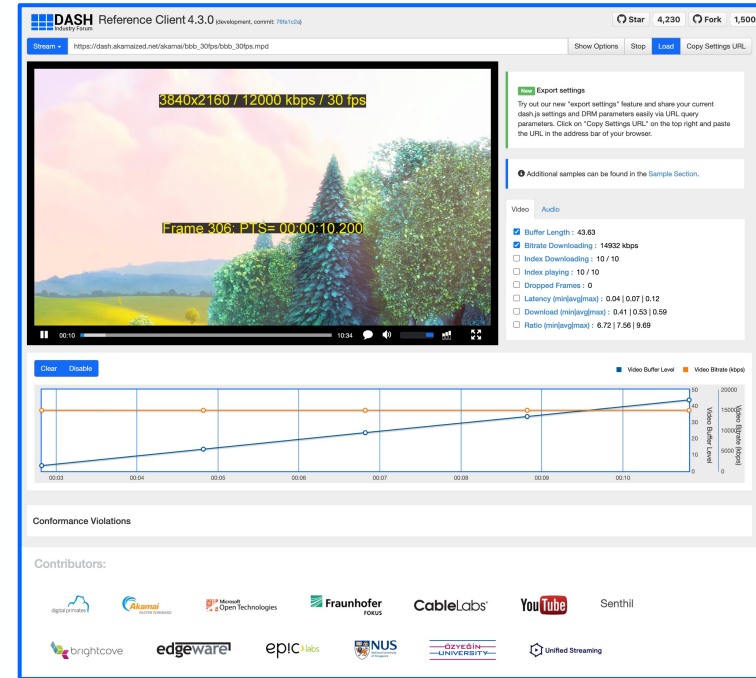 DASH
Industry Forum
Reference Client 4.3.0 (development, commit: 76fa1c2a)
Star 4,230 Fork 1,500
Stream https://dash.akamaized.net/akamai/bbb_30fps/bbb_30fps.mpd Show Options Stop Load Copy Settings URL
3840x2160 / 12000 kbps / 30 fps
Frame 306: PTS= 00:00:10.200
00:10 10:34
New Export settings
Try out our new "export settings" feature and share your current
dash.js settings and DRM parameters easily via URL query
parameters. Click on "Copy Settings URL" on the top right and paste
the URL in the address bar of your browser.
Additional samples can be found in the Sample Section.
Video Audio
Buffer Length : 43.63
Bitrate Downloading : 14932 kbps
Index Downloading : 10 / 10
Index playing : 10 / 10
Dropped Frames : 0
Latency (min|avg|max) : 0.04 | 0.07 | 0.12
Download (min|avg|max) : 0.41 | 0.53 | 0.59
Ratio (min|avg|max) : 6.72 | 7.56 | 9.69
Clear Disable
Video Buffer Level Video Bitrate (kbps)
50 20000
40 15000
30
20 10000
10 5000
0 0
Video Buffer Level
Video Bitrate (kbps)
00:03 00:04 00:05 00:06 00:07 00:08 00:09 00:10
Conformance Violations
Contributors:
digitalprimates
Akamai
FASTER FORWARD
Microsoft
Open Technologies
Fraunhofer
FOKUS
CableLabs
YouTube
Senthil
brightcove
edgeware
epic labs
NUS
National University
of Singapore
ÖZYEĞİN
UNIVERSITY
Unified Streaming